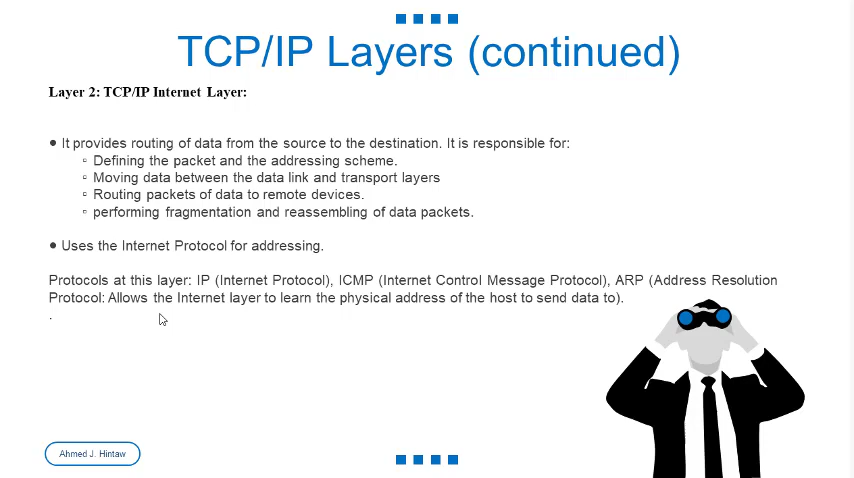 TCP/IP Layers (continued)
Layer 2: TCP/IP Internet Layer:
● It provides routing of data from the source to the destination. It is responsible for:
▫ Defining the packet and the addressing scheme.
▫ Moving data between the data link and transport layers
▫ Routing packets of data to remote devices.
▫ performing fragmentation and reassembling of data packets.
● Uses the Internet Protocol for addressing.
Protocols at this layer: IP (Internet Protocol), ICMP (Internet Control Message Protocol), ARP (Address Resolution
Protocol: Allows the Internet layer to learn the physical address of the host to send data to).
.
Ahmed J. Hintaw